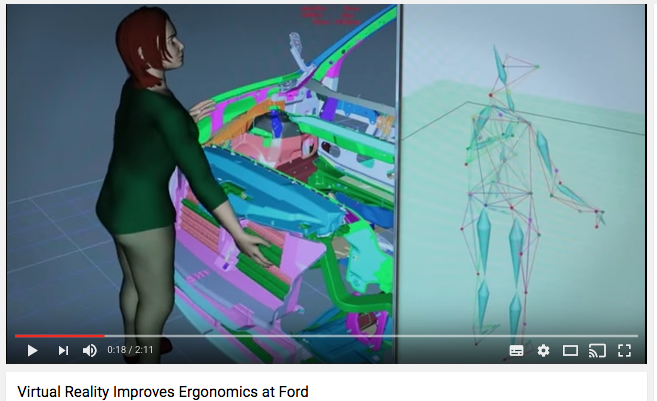 0:18 / 2:11
Virtual Reality Improves Ergonomics at Ford